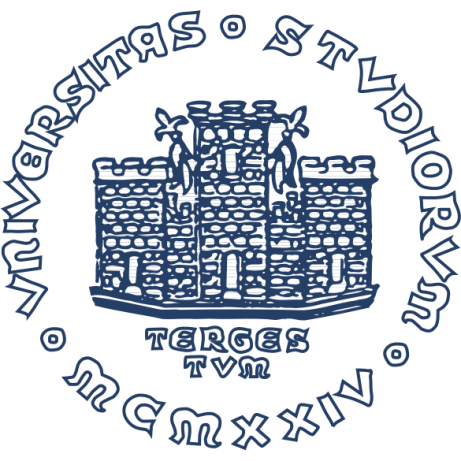 VNIVERSITAS ○ STVDIORVM ○ MCMXXIV ○
TERGES
TVM